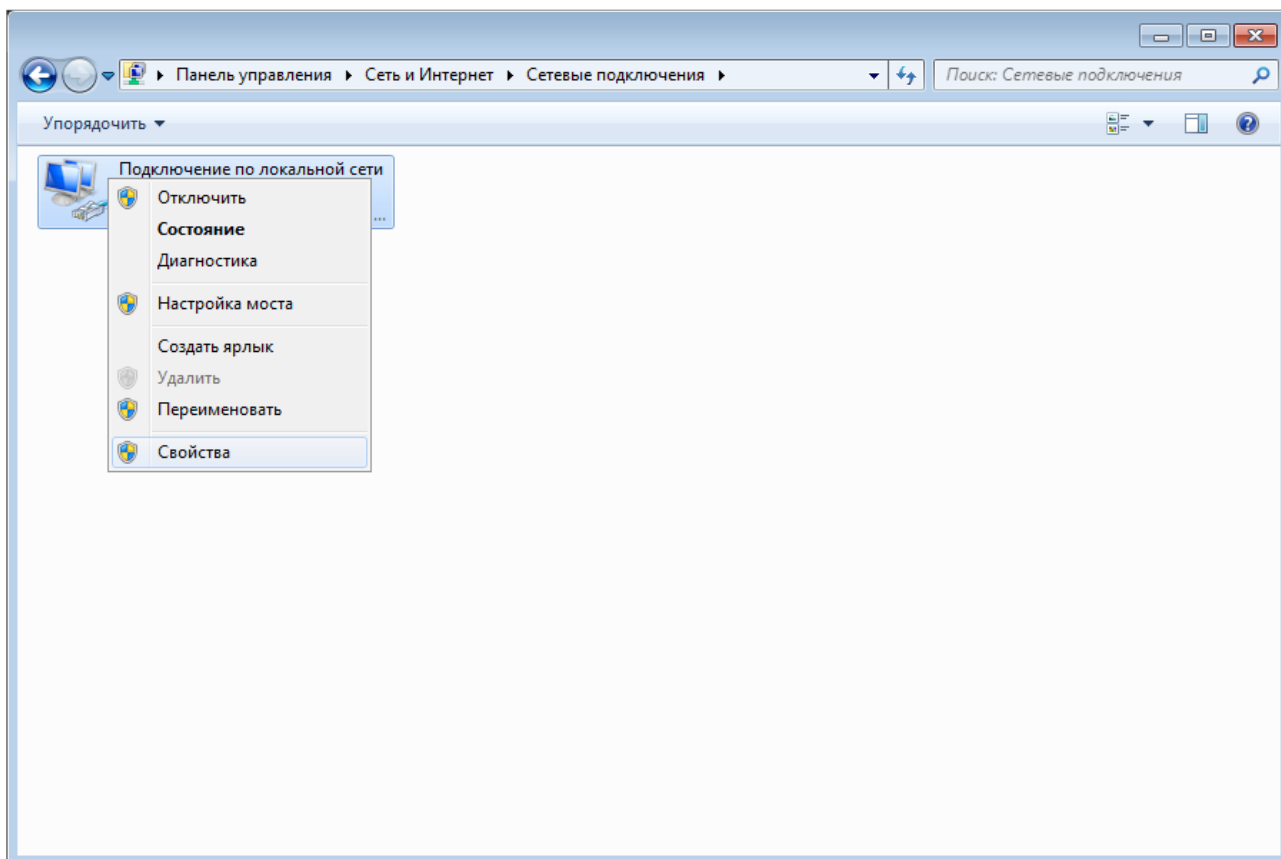 Панель управления Сеть и Интернет Сетевые подключения Поиск: Сетевые подключения
Упорядочить
Подключение по локальной сети
...
Отключить
Состояние
Диагностика
Настройка моста
Создать ярлык
Удалить
Переименовать
Свойства